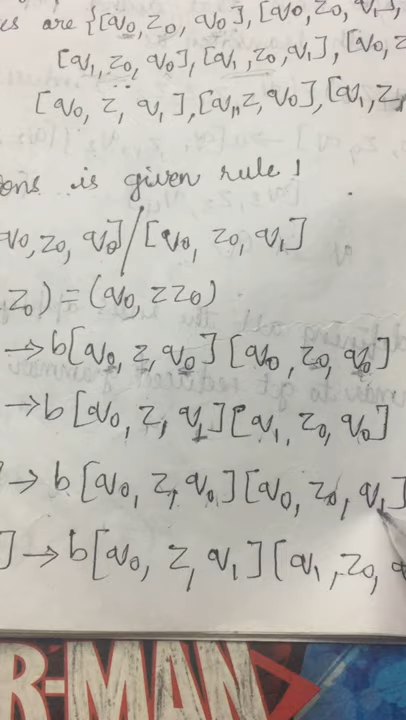 s are {[q0, z0, q0], [q0, z0, q1],
[q1, z0, q0], [q1, z0, q1], [q0, z
[q0, z, q1], [q1, z, q0], [q1, z,
ons is given rule 1
q0, z0, q0] / [q0, z0, q1]
z0) = (q0, zz0)
→ b[q0, z, q0] [q0, z0, q0]
→ b[q0, z, q1] [q1, z0, q0]
→ b[q0, z, q0] [q0, z0, q1]
] → b[q0, z, q1] [q1, z0, q
R-MAN